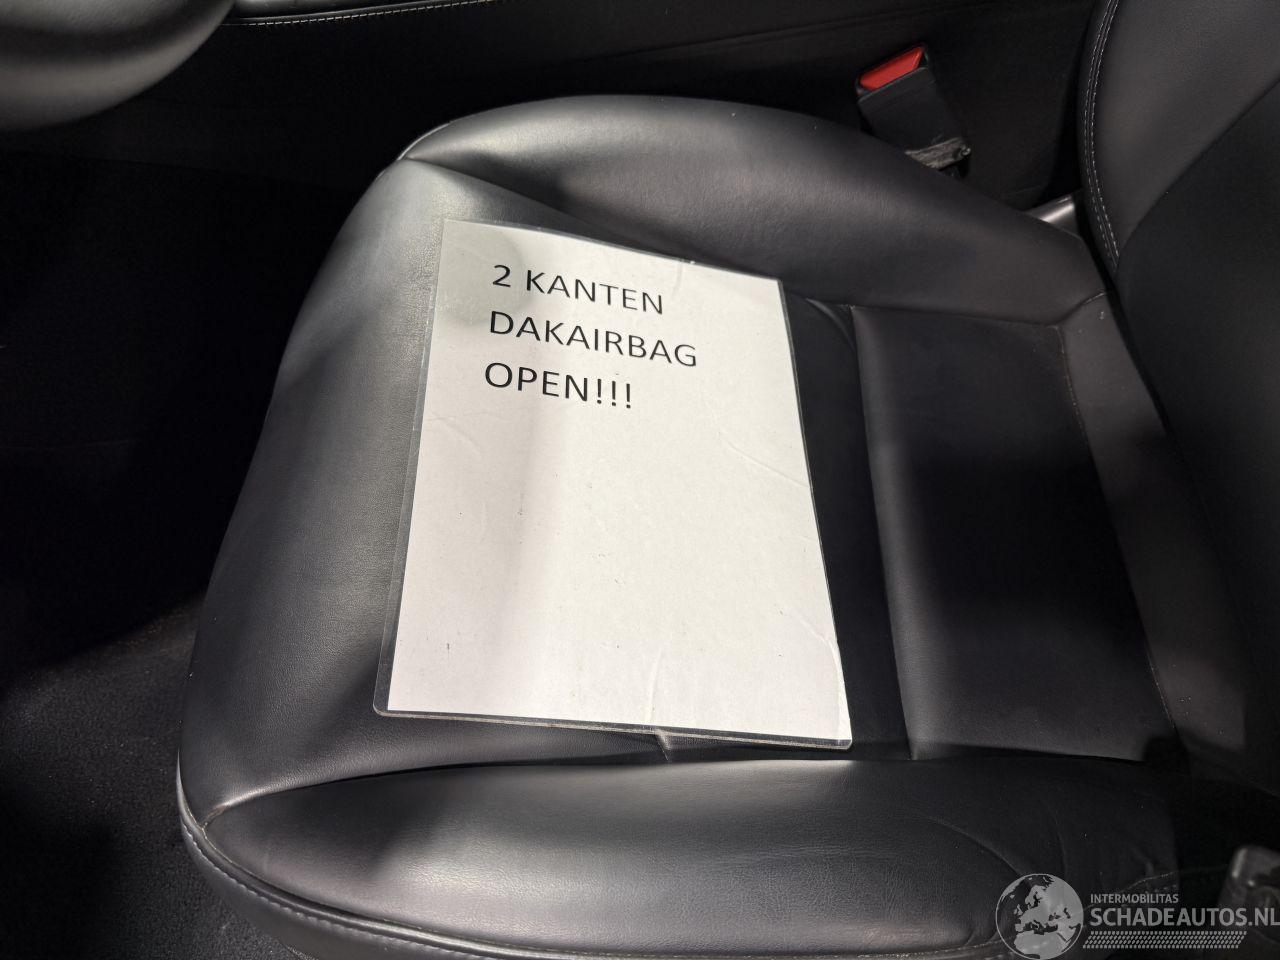 2 KANTEN
DAKAIRBAG
OPEN!!!
INTERMOBILITAS
SCHADEAUTOS.NL